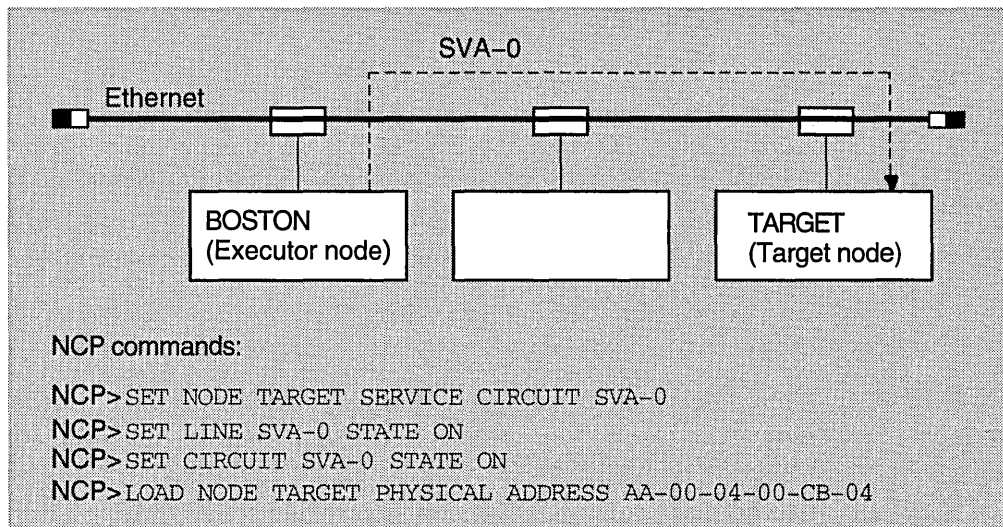 SVA–0
Ethernet
BOSTON
(Executor node)
TARGET
(Target node)
NCP commands:
NCP>SET NODE TARGET SERVICE CIRCUIT SVA-0
NCP>SET LINE SVA-0 STATE ON
NCP>SET CIRCUIT SVA-0 STATE ON
NCP>LOAD NODE TARGET PHYSICAL ADDRESS AA-00-04-00-CB-04